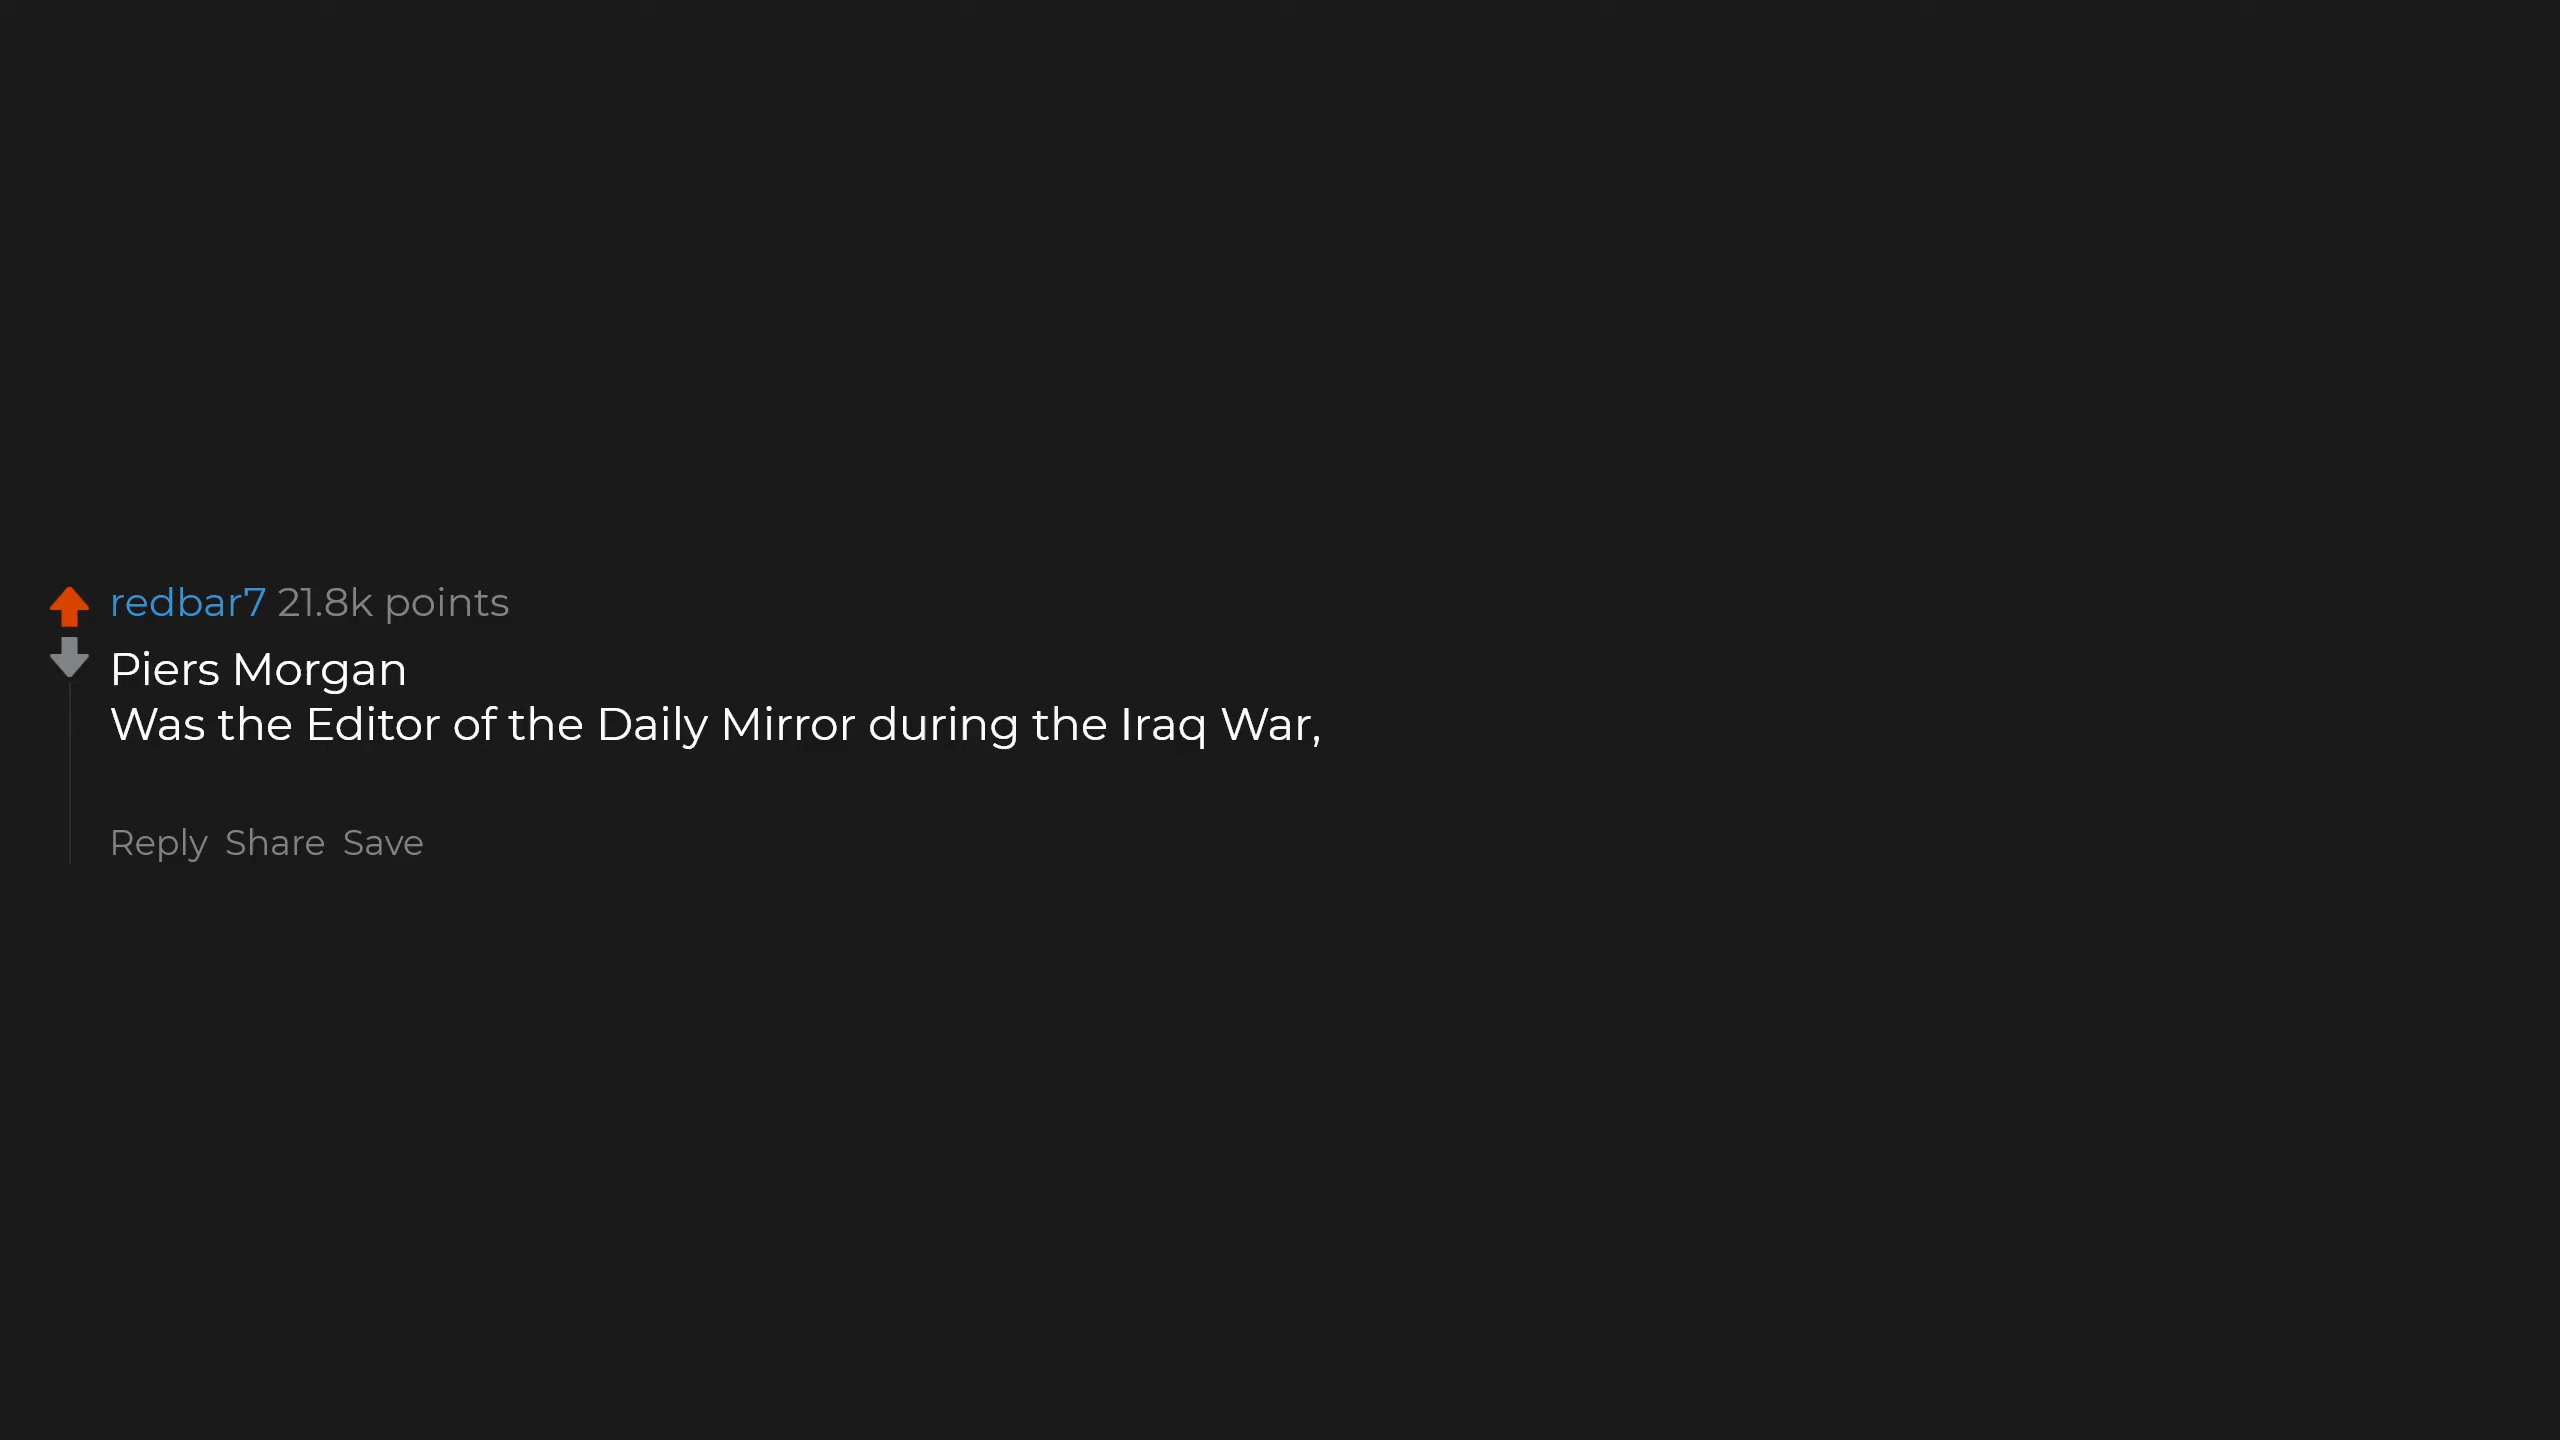 redbar7 21.8k points
Piers Morgan
Was the Editor of the Daily Mirror during the Iraq War,
Reply Share Save